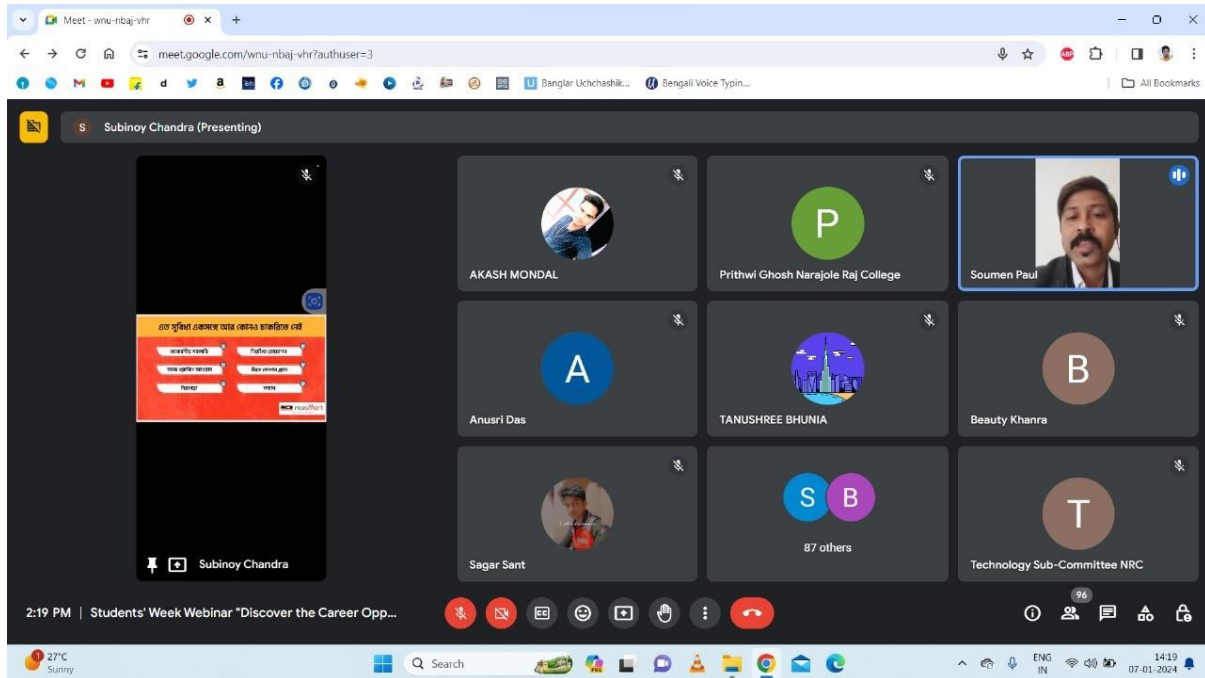 Meet - wnu-nbaj-vhr
meet.google.com/wnu-nbaj-vhr?authuser=3
ABP
Banglar Uchchashik...
Bengali Voice Typin...
All Bookmarks
S Subinoy Chandra (Presenting)
এত সুবিধা একসঙ্গে আর কোনও চাকরিতে নেই
নিরাপত্তা
সম্মান
AKASH MONDAL
P
Prithwi Ghosh Narajole Raj College
Soumen Paul
A
Anusri Das
TANUSHREE BHUNIA
B
Beauty Khanra
Subinoy Chandra
Sagar Sant
S B
87 others
T
Technology Sub-Committee NRC
2:19 PM | Students' Week Webinar "Discover the Career Opp...
96
27°C
Sunny
Search
ENG
IN
14:19
07-01-2024